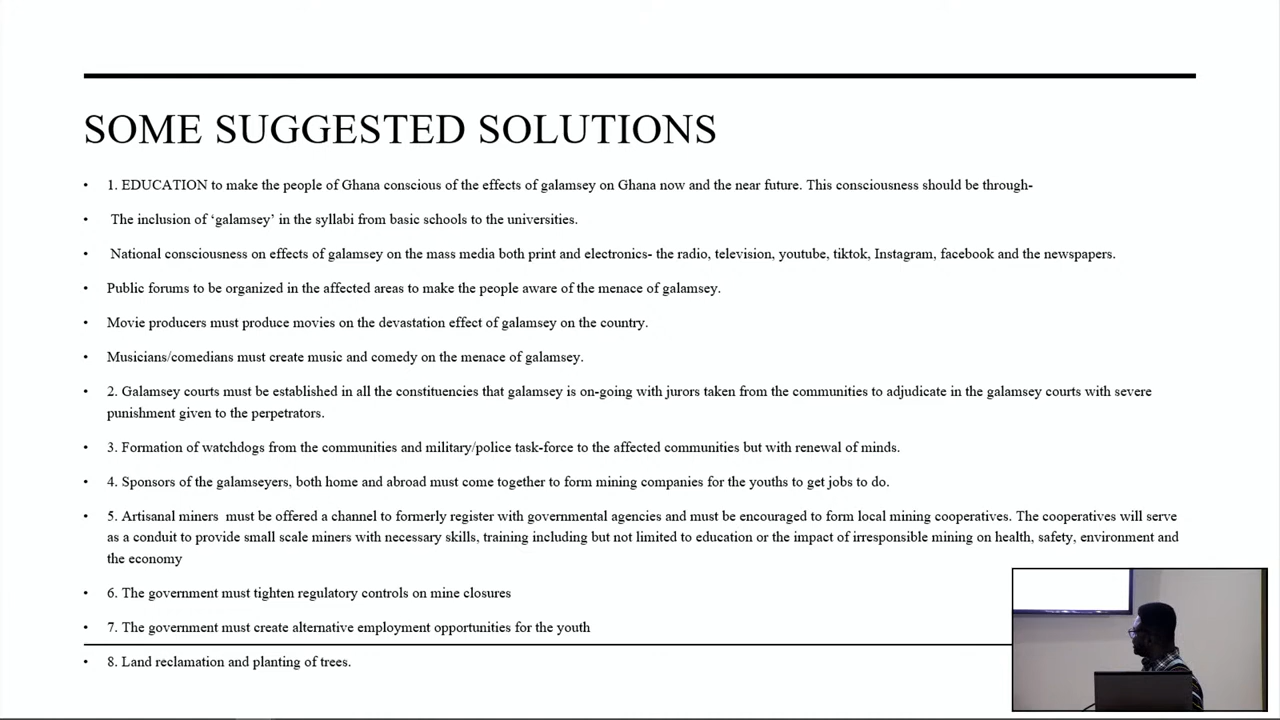 SOME SUGGESTED SOLUTIONS
• 1. EDUCATION to make the people of Ghana conscious of the effects of galamsey on Ghana now and the near future. This consciousness should be through-
• The inclusion of ‘galamsey’ in the syllabi from basic schools to the universities.
• National consciousness on effects of galamsey on the mass media both print and electronics- the radio, television, youtube, tiktok, Instagram, facebook and the newspapers.
• Public forums to be organized in the affected areas to make the people aware of the menace of galamsey.
• Movie producers must produce movies on the devastation effect of galamsey on the country.
• Musicians/comedians must create music and comedy on the menace of galamsey.
• 2. Galamsey courts must be established in all the constituencies that galamsey is on-going with jurors taken from the communities to adjudicate in the galamsey courts with severe
punishment given to the perpetrators.
• 3. Formation of watchdogs from the communities and military/police task-force to the affected communities but with renewal of minds.
• 4. Sponsors of the galamseyers, both home and abroad must come together to form mining companies for the youths to get jobs to do.
• 5. Artisanal miners must be offered a channel to formerly register with governmental agencies and must be encouraged to form local mining cooperatives. The cooperatives will serve
as a conduit to provide small scale miners with necessary skills, training including but not limited to education or the impact of irresponsible mining on health, safety, environment and
the economy
• 6. The government must tighten regulatory controls on mine closures
• 7. The government must create alternative employment opportunities for the youth
• 8. Land reclamation and planting of trees.